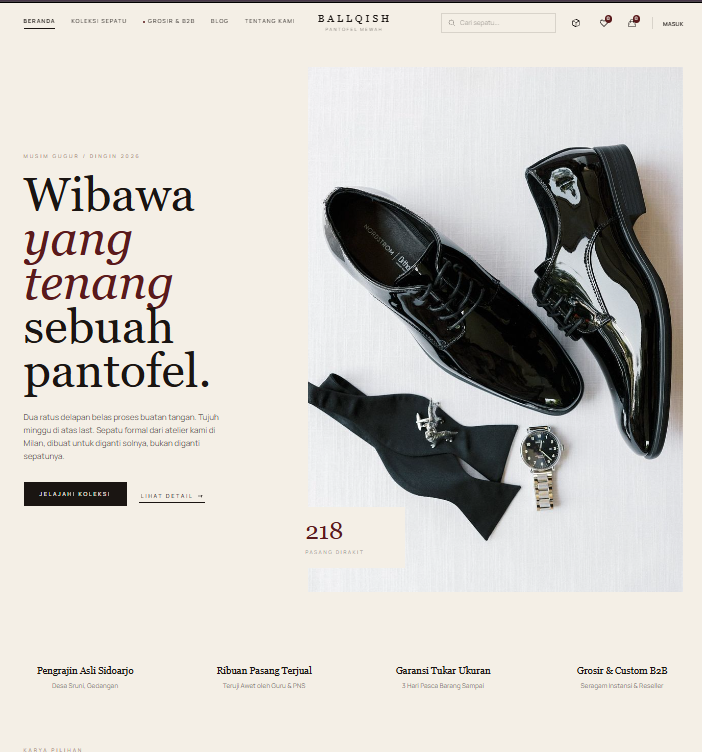 BERANDA KOLEKSI SEPATU GROSIR & B2B BLOG TENTANG KAMI
BALLQISH
PANTOFEL MEWAH
Cari sepatu...
0
0
MASUK
MUSIM GUGUR / DINGIN 2026
Wibawa
yang
tenang
sebuah
pantofel.
Dua ratus delapan belas proses buatan tangan. Tujuh
minggu di atas last. Sepatu formal dari atelier kami di
Milan, dibuat untuk diganti solnya, bukan diganti
sepatunya.
JELAJAHI KOLEKSI
LIHAT DETAIL →
NORDSTROM
218
PASANG DIRAKIT
Pengrajin Asli Sidoarjo
Desa Sruni, Gedangan
Ribuan Pasang Terjual
Teruji Awet oleh Guru & PNS
Garansi Tukar Ukuran
3 Hari Pasca Barang Sampai
Grosir & Custom B2B
Seragam Instansi & Reseller
KARYA PILIHAN